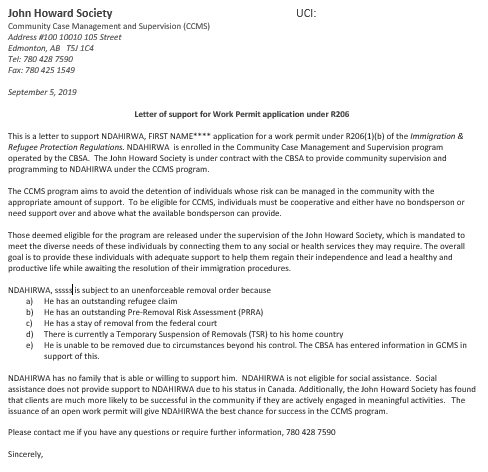 John Howard Society UCI:
Community Case Management and Supervision (CCMS)
Address #100 10010 105 Street
Edmonton, AB T5J 1C4
Tel: 780 428 7590
Fax: 780 425 1549
September 5, 2019
Letter of support for Work Permit application under R206
This is a letter to support NDAHIRWA, FIRST NAME**** application for a work permit under R206(1)(b) of the Immigration &
Refugee Protection Regulations. NDAHIRWA is enrolled in the Community Case Management and Supervision program
operated by the CBSA. The John Howard Society is under contract with the CBSA to provide community supervision and
programming to NDAHIRWA under the CCMS program.
The CCMS program aims to avoid the detention of individuals whose risk can be managed in the community with the
appropriate amount of support. To be eligible for CCMS, individuals must be cooperative and either have no bondsperson or
need support over and above what the available bondsperson can provide.
Those deemed eligible for the program are released under the supervision of the John Howard Society, which is mandated to
meet the diverse needs of these individuals by connecting them to any social or health services they may require. The overall
goal is to provide these individuals with adequate support to help them regain their independence and lead a healthy and
productive life while awaiting the resolution of their immigration procedures.
NDAHIRWA, sssss is subject to an unenforceable removal order because
a) He has an outstanding refugee claim
b) He has an outstanding Pre-Removal Risk Assessment (PRRA)
c) He has a stay of removal from the federal court
d) There is currently a Temporary Suspension of Removals (TSR) to his home country
e) He is unable to be removed due to circumstances beyond his control. The CBSA has entered information in GCMS in
support of this.
NDAHIRWA has no family that is able or willing to support him. NDAHIRWA is not eligible for social assistance. Social
assistance does not provide support to NDAHIRWA due to his status in Canada. Additionally, the John Howard Society has found
that clients are much more likely to be successful in the community if they are actively engaged in meaningful activities. The
issuance of an open work permit will give NDAHIRWA the best chance for success in the CCMS program.
Please contact me if you have any questions or require further information, 780 428 7590
Sincerely,